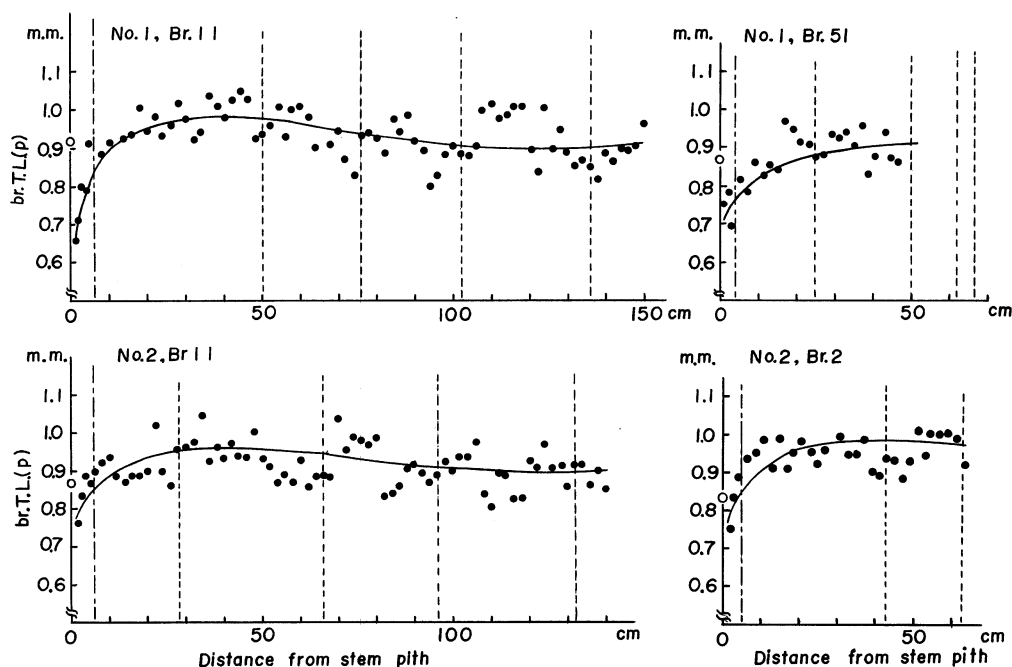 m.m. No.1, Br.11
1.1
1.0
0.9
0.8
0.7
0.6
br.T.L.(p)
0 50 100 150 cm
m.m. No.1, Br.51
1.1
1.0
0.9
0.8
0.7
0.6
0 50 cm
m.m. No.2, Br11
1.1
1.0
0.9
0.8
0.7
0.6
br.T.L.(p)
0 50 100 cm
Distance from stem pith
m.m. No.2, Br.2
1.1
1.0
0.9
0.8
0.7
0.6
0 50 cm
Distance from stem pith